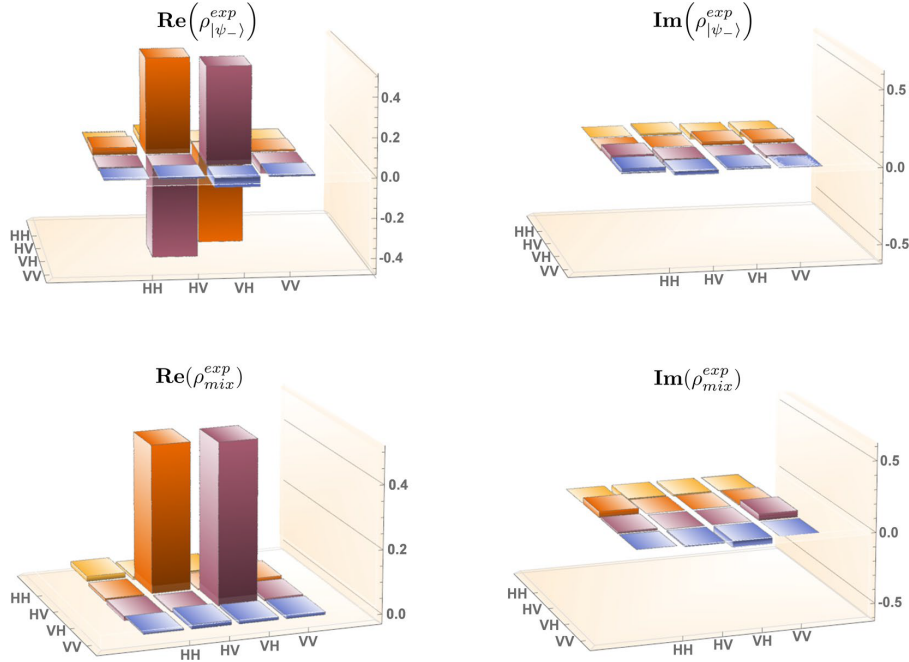 Re(ρ^{exp}_{|ψ_−⟩})
0.4
0.2
0.0
-0.2
-0.4
HH
HV
VH
VV
HH HV VH VV
Im(ρ^{exp}_{|ψ_−⟩})
0.5
0.0
-0.5
HH
HV
VH
VV
HH HV VH VV
Re(ρ^{exp}_{mix})
0.4
0.2
0.0
HH
HV
VH
VV
HH HV VH VV
Im(ρ^{exp}_{mix})
0.5
0.0
-0.5
HH
HV
VH
VV
HH HV VH VV